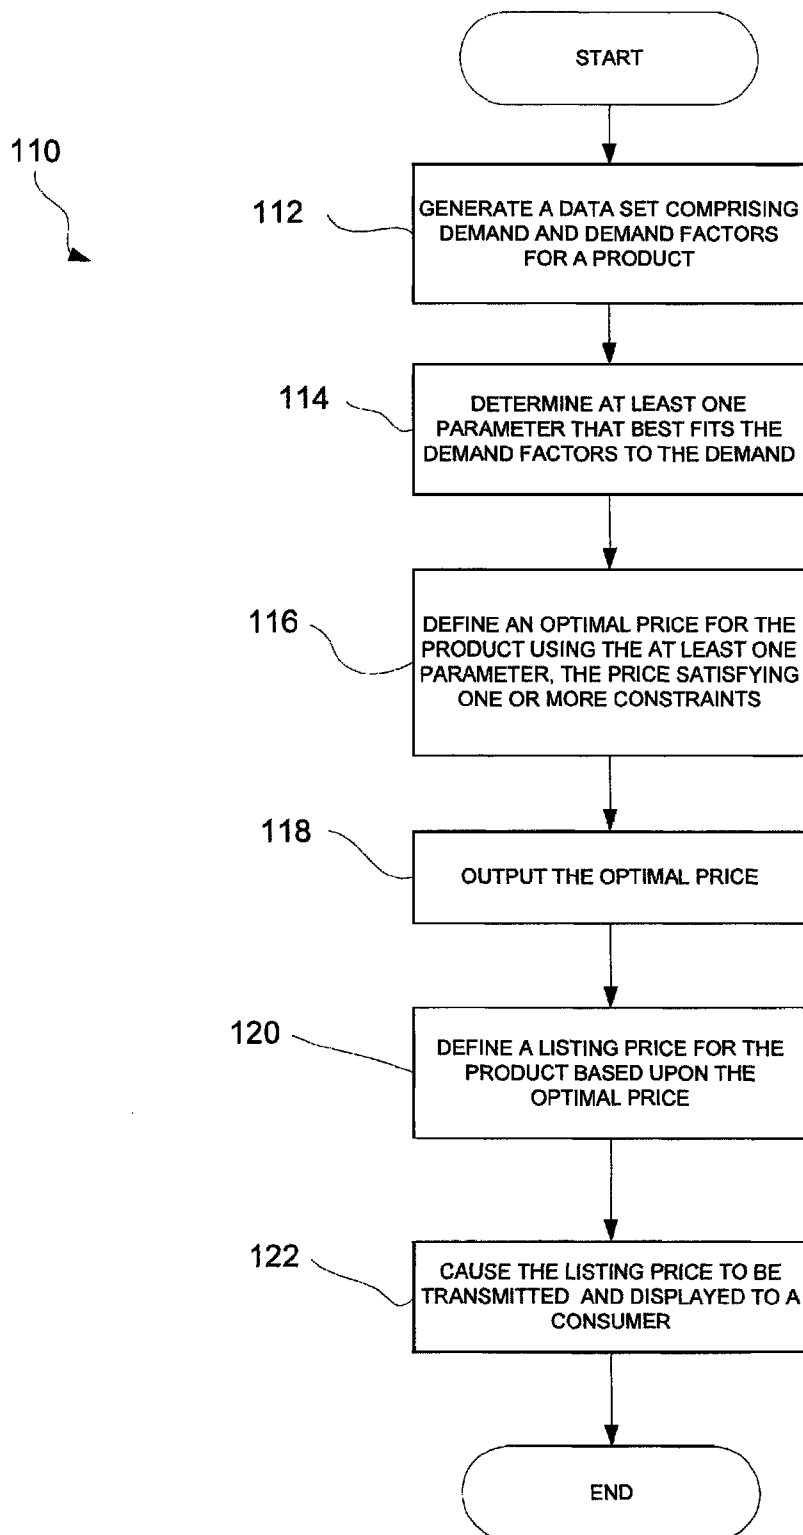 START
110
112
GENERATE A DATA SET COMPRISING
DEMAND AND DEMAND FACTORS
FOR A PRODUCT
114
DETERMINE AT LEAST ONE
PARAMETER THAT BEST FITS THE
DEMAND FACTORS TO THE DEMAND
116
DEFINE AN OPTIMAL PRICE FOR THE
PRODUCT USING THE AT LEAST ONE
PARAMETER, THE PRICE SATISFYING
ONE OR MORE CONSTRAINTS
118
OUTPUT THE OPTIMAL PRICE
120
DEFINE A LISTING PRICE FOR THE
PRODUCT BASED UPON THE
OPTIMAL PRICE
122
CAUSE THE LISTING PRICE TO BE
TRANSMITTED AND DISPLAYED TO A
CONSUMER
END